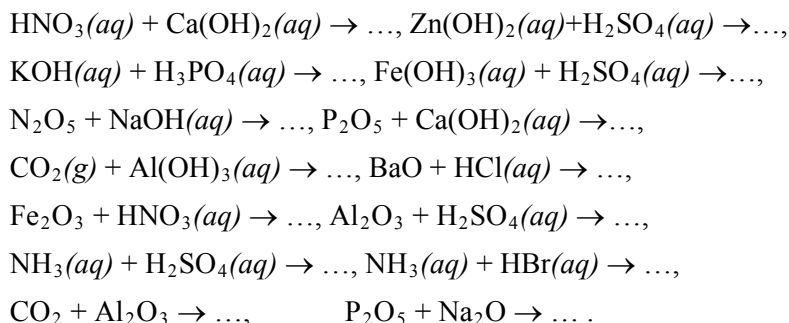 HNO₃(aq) + Ca(OH)₂(aq) → …, Zn(OH)₂(aq)+H₂SO₄(aq) →…,
KOH(aq) + H₃PO₄(aq) → …, Fe(OH)₃(aq) + H₂SO₄(aq) →…,
N₂O₅ + NaOH(aq) → …, P₂O₅ + Ca(OH)₂(aq) →…,
CO₂(g) + Al(OH)₃(aq) → …, BaO + HCl(aq) → …,
Fe₂O₃ + HNO₃(aq) → …, Al₂O₃ + H₂SO₄(aq) → …,
NH₃(aq) + H₂SO₄(aq) → …, NH₃(aq) + HBr(aq) → …,
CO₂ + Al₂O₃ → …, P₂O₅ + Na₂O → … .